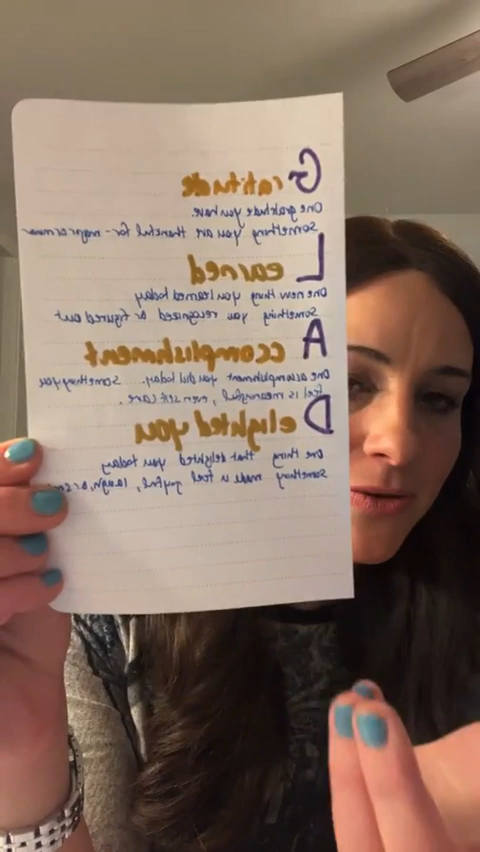 Gratitude
One gratitude you have.
Something you are thankful for - major or minor
Learned
One new thing you learned today
Something you recognized or figured out
Accomplishment
One accomplishment you did today... Something you
feel is meaningful, even self care.
Delighted you
One thing that delighted you today
Something made u feel joyful, laugh, or